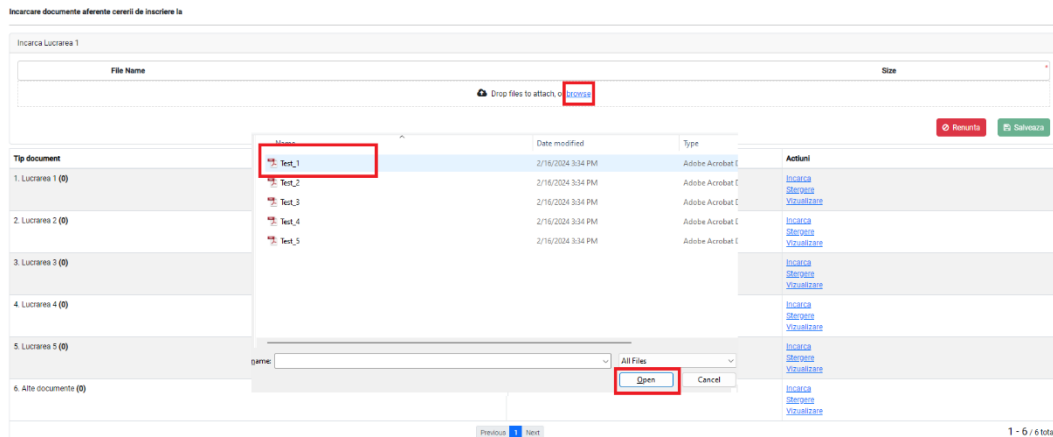 Incarcare documente aferente cererii de inscriere la
Incarca Lucrarea 1
File Name Size *
Drop files to attach, or browse
Renunta Salveaza
Name Date modified Type
Tip document Actiuni
Test_1 2/16/2024 3:34 PM Adobe Acrobat D
1. Lucrarea 1 (0) Incarca
Test_2 2/16/2024 3:34 PM Adobe Acrobat D
Stergere
Vizualizare
Test_3 2/16/2024 3:34 PM Adobe Acrobat D
2. Lucrarea 2 (0) Incarca
Test_4 2/16/2024 3:34 PM Adobe Acrobat D
Stergere
Vizualizare
Test_5 2/16/2024 3:34 PM Adobe Acrobat D
3. Lucrarea 3 (0) Incarca
Stergere
Vizualizare
4. Lucrarea 4 (0) Incarca
Stergere
Vizualizare
5. Lucrarea 5 (0) Incarca
Stergere
Vizualizare
name: All Files
Open Cancel
6. Alte documente (0) Incarca
Stergere
Vizualizare
Previous 1 Next 1 - 6 / 6 total